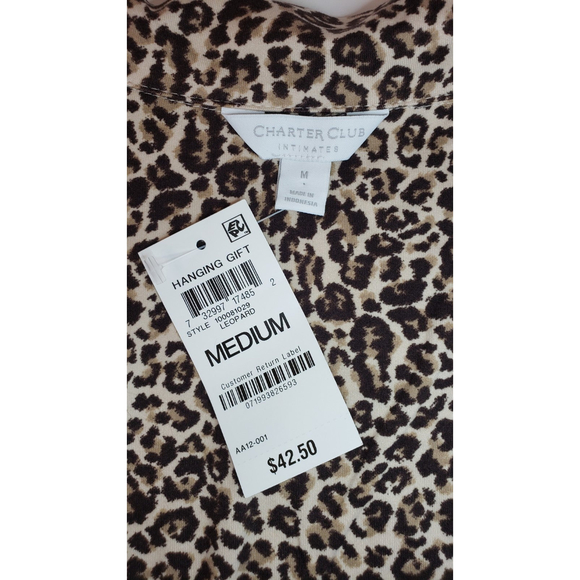 CHARTER CLUB
INTIMATES
M
MADE IN
INDONESIA
HANGING GIFT
7 32997 17485 2
STYLE 100081029
LEOPARD
MEDIUM
Customer Return Label
071993826593
AA12-001
$42.50